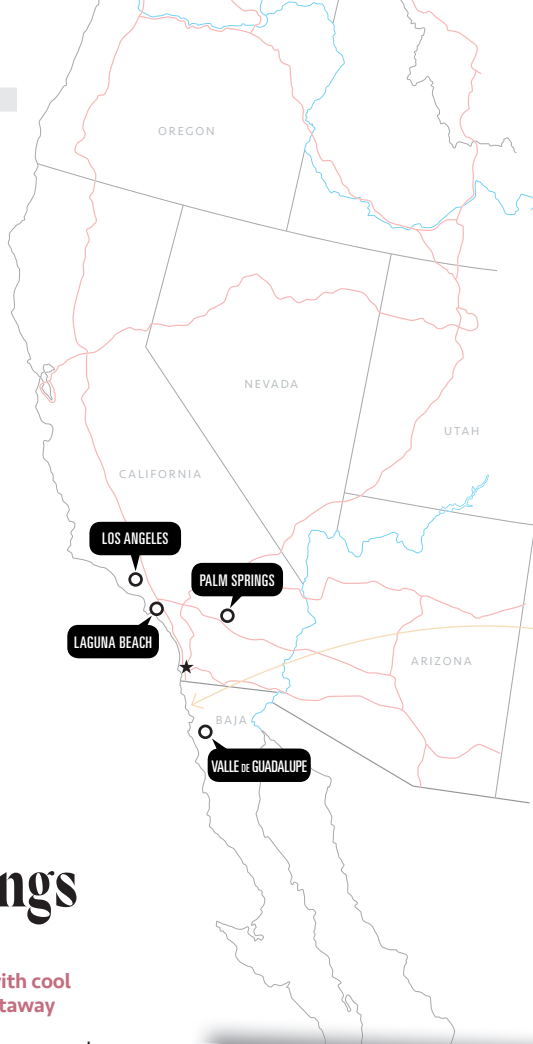 OREGON
NEVADA
UTAH
CALIFORNIA
LOS ANGELES
PALM SPRINGS
LAGUNA BEACH
ARIZONA
BAJA
VALLE DE GUADALUPE
ngs
ith cool
taway